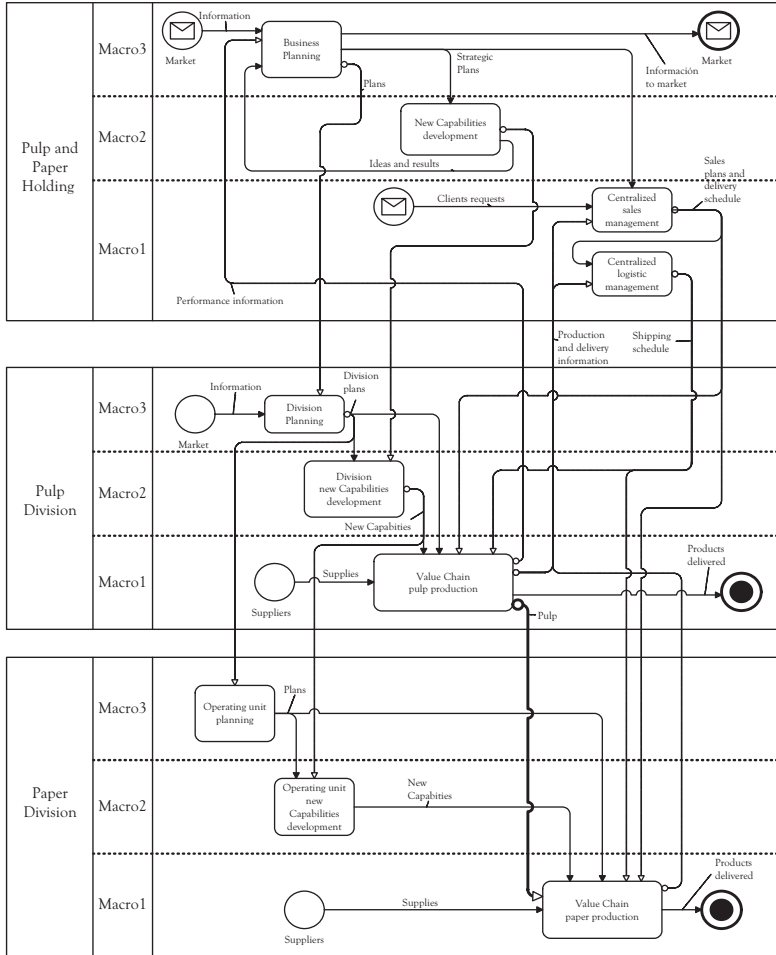 Information
Macro3
Market
Business
Planning
Plans
Strategic
Plans
Información
to market
Market
Pulp and
Paper
Holding
Macro2
New Capabilities
development
Ideas and results
Sales
plans and
delivery
schedule
Macro1
Clients requests
Centralized
sales
management
Centralized
logistic
management
Performance information
Production
and delivery
information
Shipping
schedule
Pulp
Division
Macro3
Information
Market
Division
plans
Division
Planning
Macro2
Division
new Capabilities
development
New Capabities
Macro1
Supplies
Suppliers
Value Chain
pulp production
Products
delivered
Pulp
Paper
Division
Macro3
Operating unit
planning
Plans
Macro2
Operating unit
new
Capabilities
development
New
Capabities
Macro1
Supplies
Suppliers
Value Chain
paper production
Products
delivered